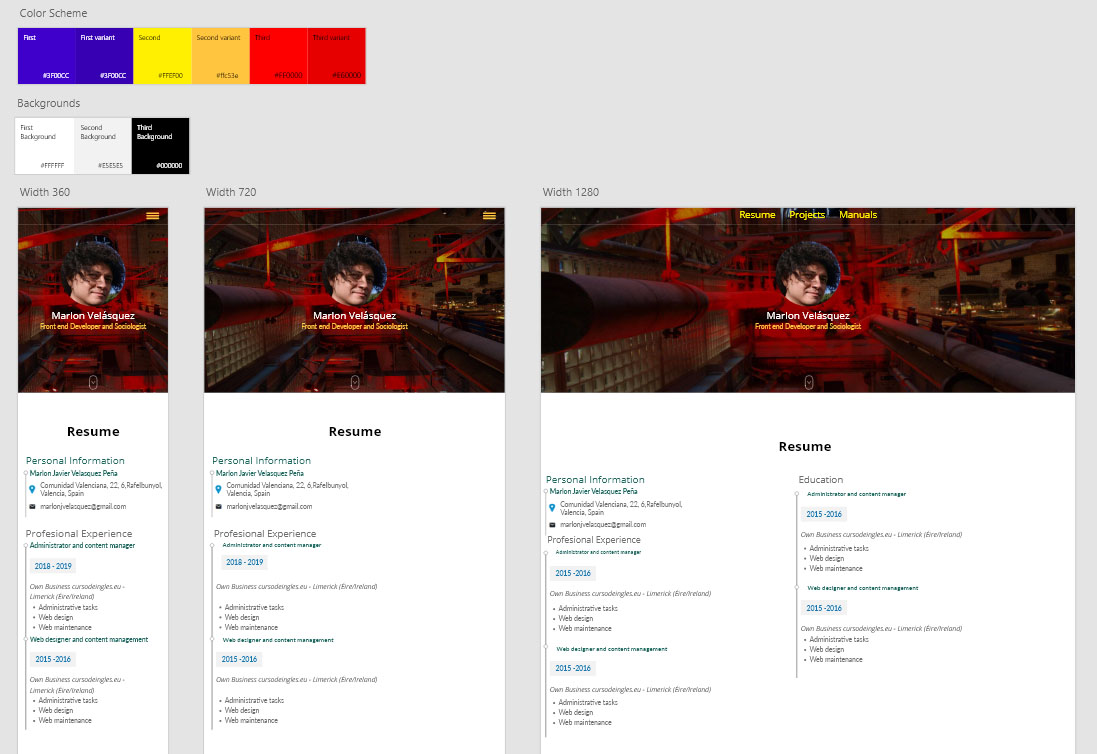 Color Scheme
First
First variant
Second
Second variant
Third
Third variant
#3F00CC
#3F00CC
#FFEF00
#ffc53e
#FF0000
#E50000
Backgrounds
First
Background
Second
Background
Third
Background
#FFFFFF
#E5E5E5
#000000
Width 360
Marlon Velásquez
Front end Developer and Sociologist
Resume
Personal Information
Marlon Javier Velasquez Peña
Comunidad Valenciana, 22, 6,Rafelbunyol,
Valencia, Spain
marlonjvelasquez@gmail.com
Profesional Experience
Administrator and content manager
2018 - 2019
Own Business cursodeingles.eu -
Limerick (Éire/Ireland)
• Administrative tasks
• Web design
• Web maintenance
Web designer and content management
2015 -2016
Own Business cursodeingles.eu -
Limerick (Éire/Ireland)
• Administrative tasks
• Web design
• Web maintenance
Width 720
Marlon Velásquez
Front end Developer and Sociologist
Resume
Personal Information
Marlon Javier Velasquez Peña
Comunidad Valenciana, 22, 6,Rafelbunyol,
Valencia, Spain
marlonjvelasquez@gmail.com
Profesional Experience
Administrator and content manager
2018 - 2019
Own Business cursodeingles.eu - Limerick (Éire/Ireland)
• Administrative tasks
• Web design
• Web maintenance
Web designer and content management
2015 -2016
Own Business cursodeingles.eu - Limerick (Éire/Ireland)
• Administrative tasks
• Web design
• Web maintenance
Width 1280
Resume Projects Manuals
Marlon Velásquez
Front end Developer and Sociologist
Resume
Personal Information
Marlon Javier Velasquez Peña
Comunidad Valenciana, 22, 6,Rafelbunyol,
Valencia, Spain
marlonjvelasquez@gmail.com
Profesional Experience
Administrator and content manager
2015 -2016
Own Business cursodeingles.eu - Limerick (Éire/Ireland)
• Administrative tasks
• Web design
• Web maintenance
Web designer and content management
2015 -2016
Own Business cursodeingles.eu - Limerick (Éire/Ireland)
• Administrative tasks
• Web design
• Web maintenance
Education
Administrator and content manager
2015 -2016
Own Business cursodeingles.eu - Limerick (Éire/Ireland)
• Administrative tasks
• Web design
• Web maintenance
Web designer and content management
2015 -2016
Own Business cursodeingles.eu - Limerick (Éire/Ireland)
• Administrative tasks
• Web design
• Web maintenance